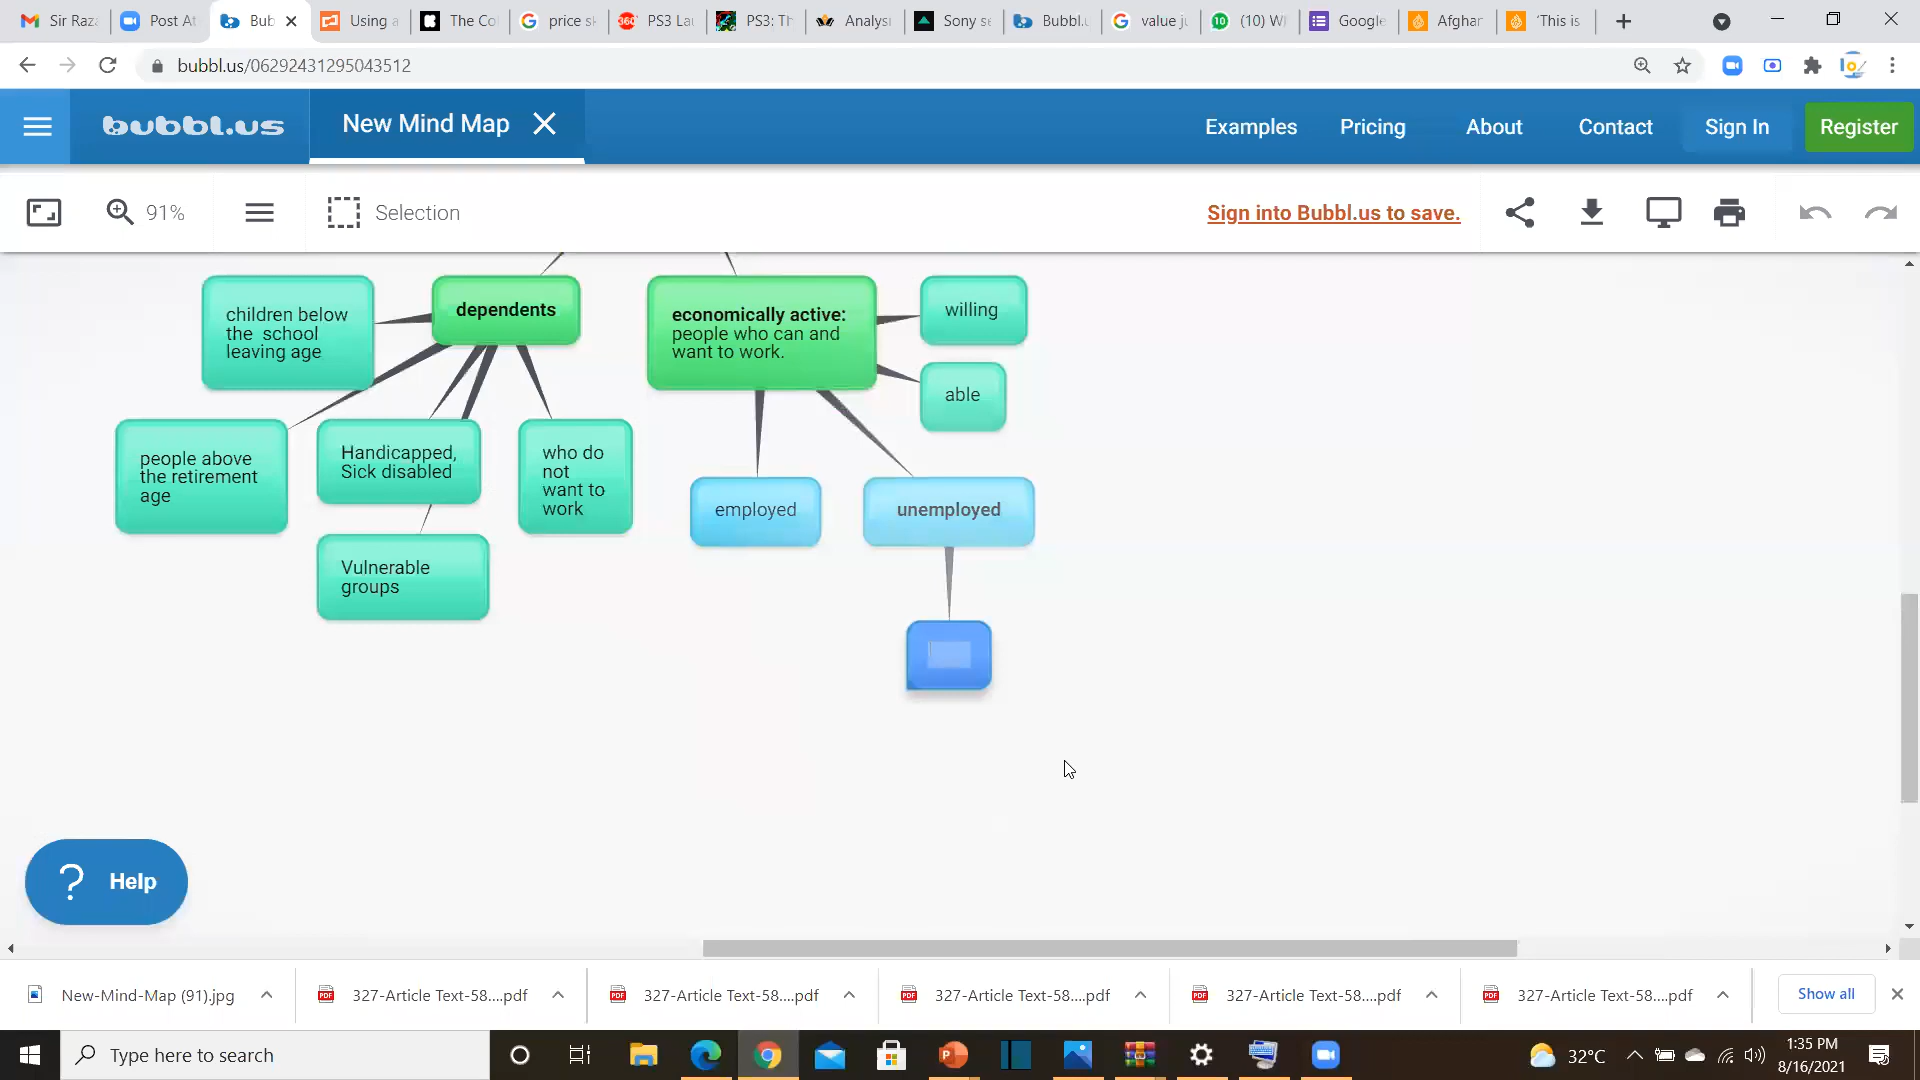 Sir Raza
Post At
Bub
Using a
The Co
price sk
PS3 Lau
PS3: Th
Analysi
Sony se
Bubbl.u
value ju
(10) W
Google
Afghan
'This is
bubbl.us/06292431295043512
bubbl.us
New Mind Map
Examples
Pricing
About
Contact
Sign In
Register
91%
Selection
Sign into Bubbl.us to save.
children below
the school
leaving age
dependents
economically active:
people who can and
want to work.
willing
able
people above
the retirement
age
Handicapped,
Sick disabled
who do
not
want to
work
employed
unemployed
Vulnerable
groups
? Help
New-Mind-Map (91).jpg
327-Article Text-58....pdf
327-Article Text-58....pdf
327-Article Text-58....pdf
327-Article Text-58....pdf
327-Article Text-58....pdf
Show all
Type here to search
32°C
1:35 PM
8/16/2021